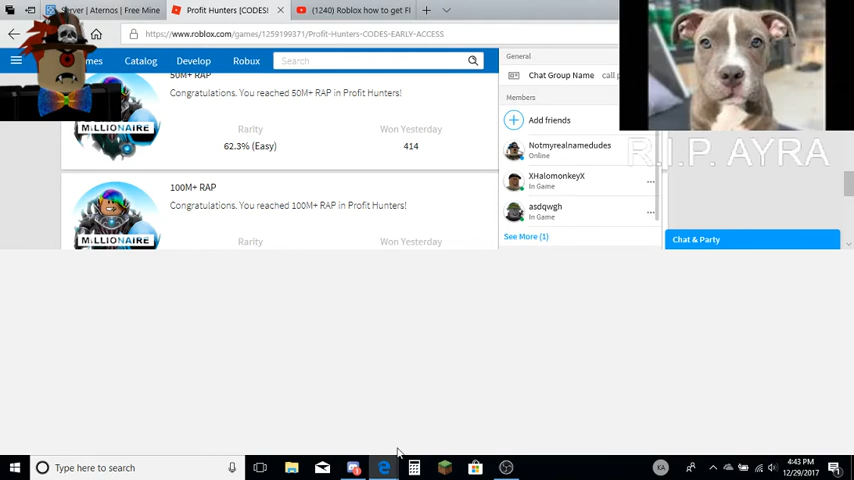 Server | Aternos | Free Mine
Profit Hunters [CODES!
(1240) Roblox how to get Fl
https://www.roblox.com/games/1259199371/Profit-Hunters-CODES-EARLY-ACCESS
mes
Catalog
Develop
Robux
Search
General
Chat Group Name
Members
Add friends
Notmyrealnamedudes
Online
XHalomonkeyX
In Game
asdqwgh
In Game
See More (1)
50M+ RAP
Congratulations. You reached 50M+ RAP in Profit Hunters!
Rarity
Won Yesterday
62.3% (Easy)
414
MILLIONAIRE
100M+ RAP
Congratulations. You reached 100M+ RAP in Profit Hunters!
Rarity
Won Yesterday
MILLIONAIRE
R.I.P. AYRA
Chat & Party
Type here to search
KA
4:43 PM
12/29/2017